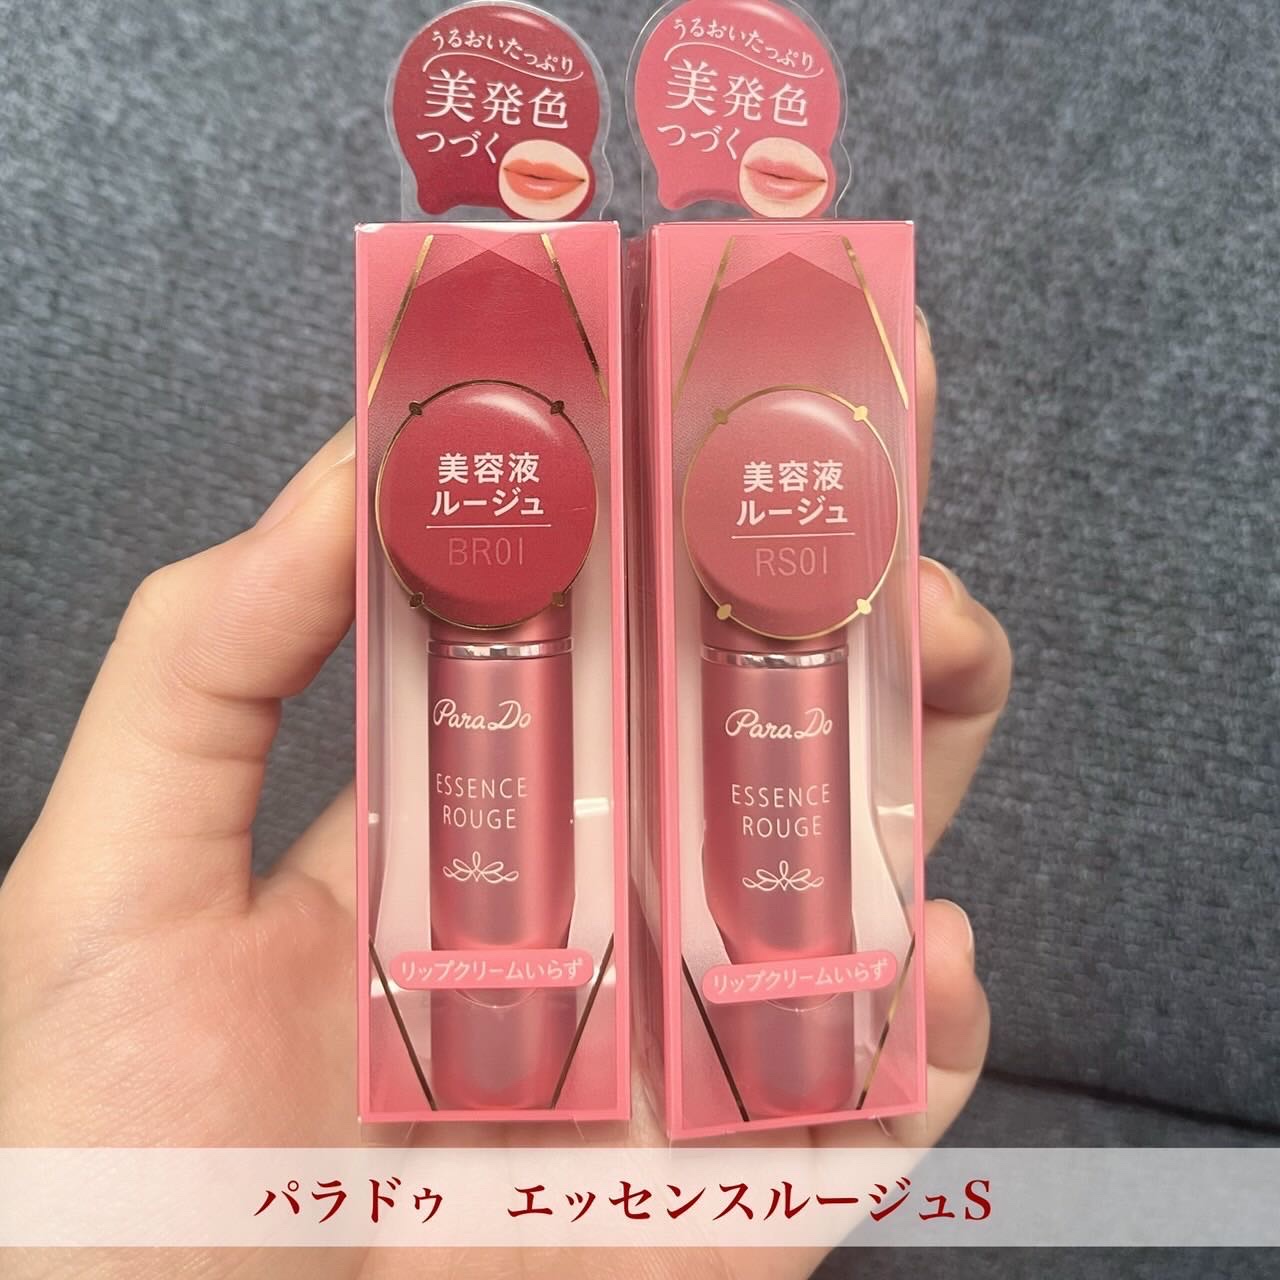 うるおいたっぷり
美発色
つづく
うるおいたっぷり
美発色
つづく
美容液
ルージュ
BR01
美容液
ルージュ
RS01
ParaDo
ESSENCE
ROUGE
ParaDo
ESSENCE
ROUGE
リップクリームいらず
リップクリームいらず
パラドゥ エッセンスルージュS